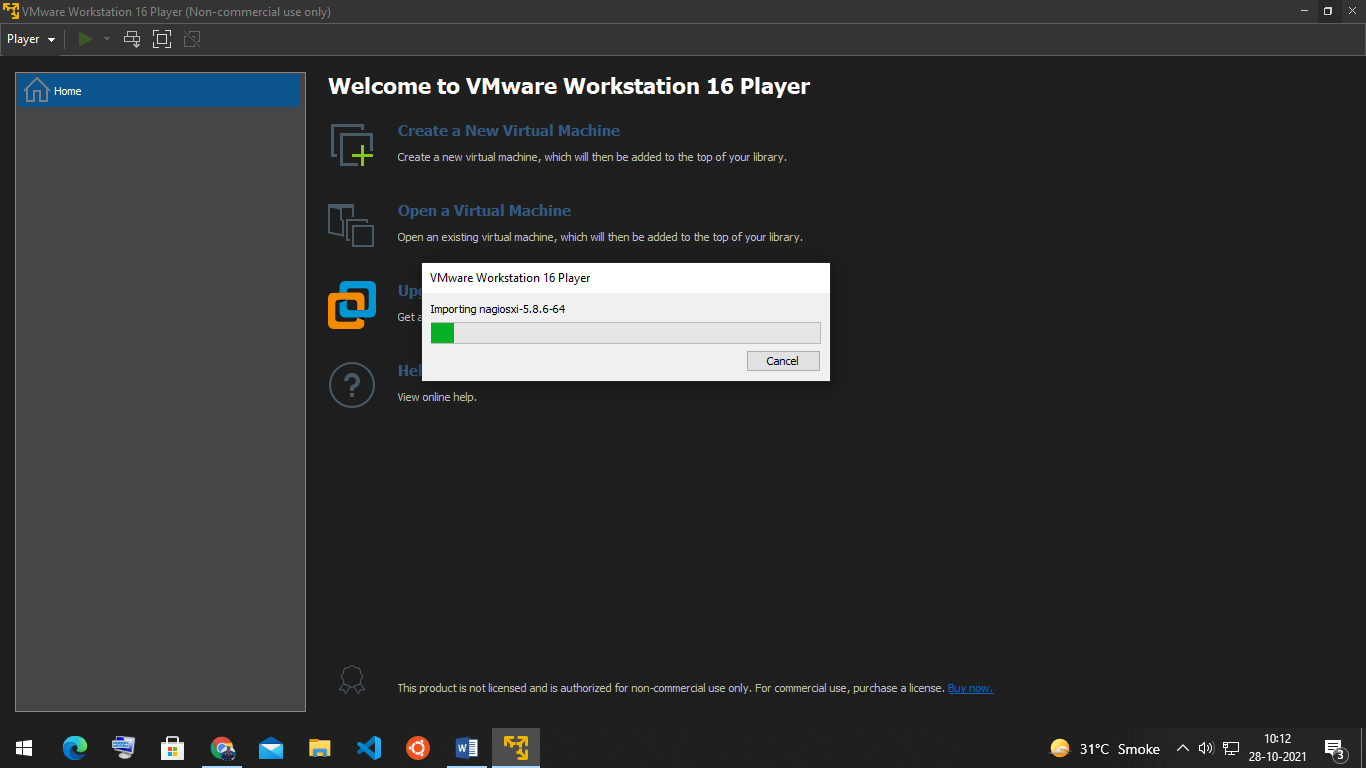 VMware Workstation 16 Player (Non-commercial use only)
Player
Home
Welcome to VMware Workstation 16 Player
Create a New Virtual Machine
Create a new virtual machine, which will then be added to the top of your library.
Open a Virtual Machine
Open an existing virtual machine, which will then be added to the top of your library.
Upg
Get a
VMware Workstation 16 Player
Importing nagiosxi-5.8.6-64
Cancel
Hel
?
View online help.
This product is not licensed and is authorized for non-commercial use only. For commercial use, purchase a license. Buy now.
31°C Smoke
10:12
28-10-2021
3